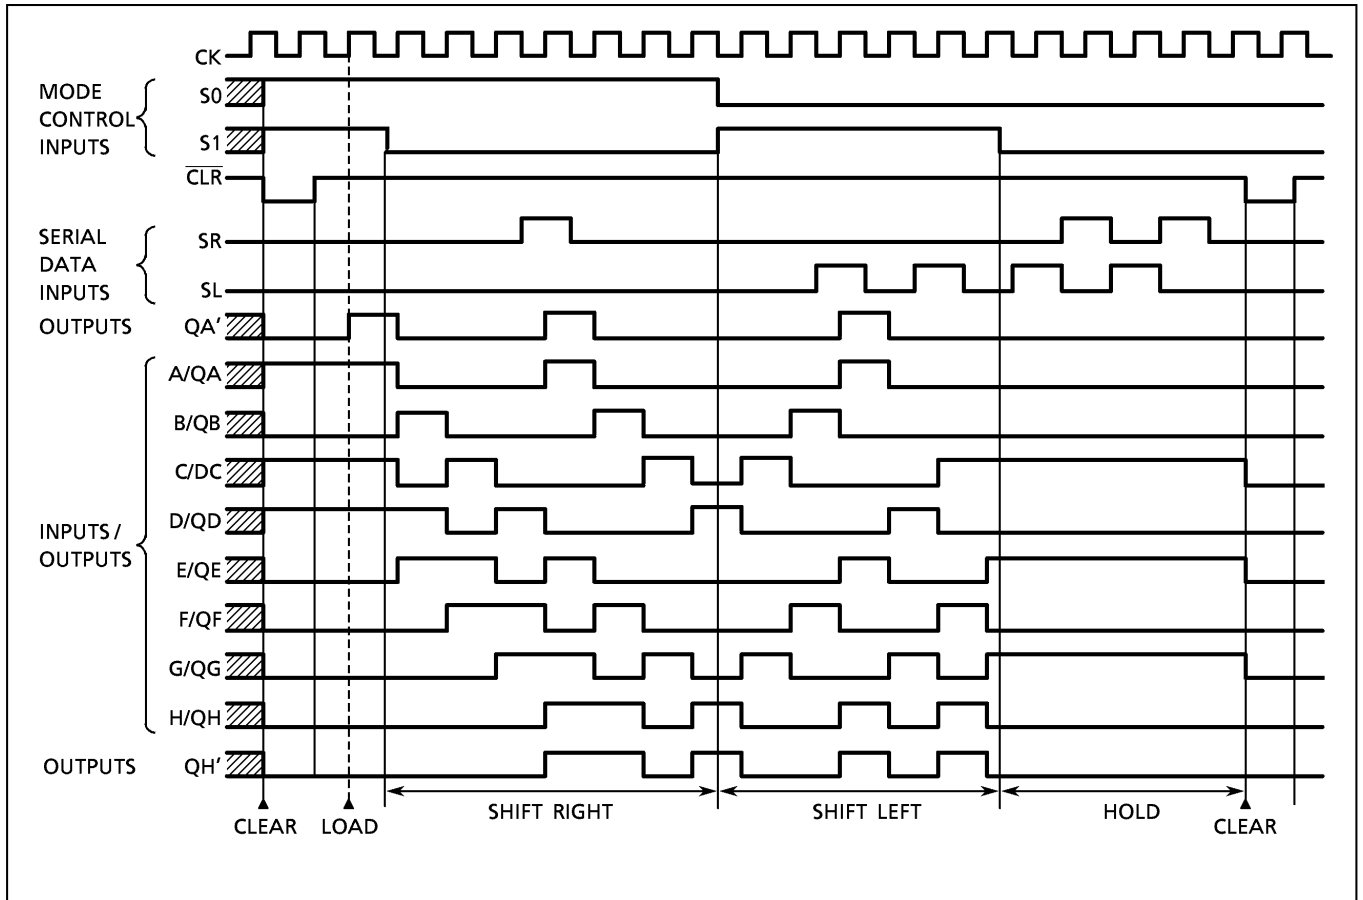 CK
MODE
CONTROL
INPUTS
S0
S1
CLR
SERIAL
DATA
INPUTS
SR
SL
OUTPUTS
QA′
A/QA
B/QB
C/DC
D/QD
INPUTS /
OUTPUTS
E/QE
F/QF
G/QG
H/QH
OUTPUTS
QH′
SHIFT RIGHT
SHIFT LEFT
HOLD
CLEAR
LOAD
CLEAR